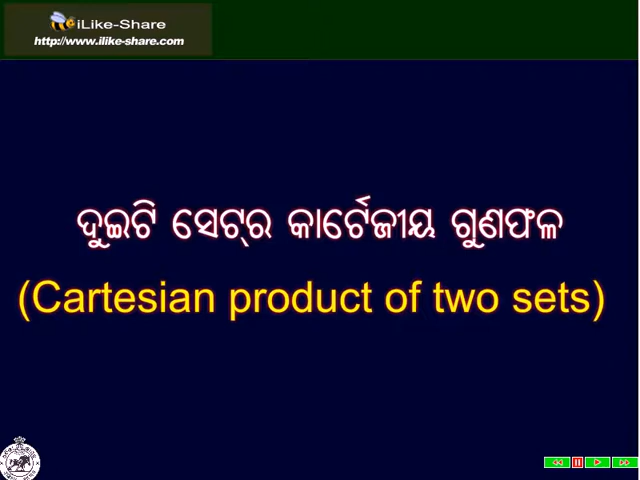 iLike-Share
http://www.ilike-share.com
ଦୁଇଟି ସେଟ୍‌ର କାର୍ଟେଜୀୟ ଗୁଣଫଳ
(Cartesian product of two sets)